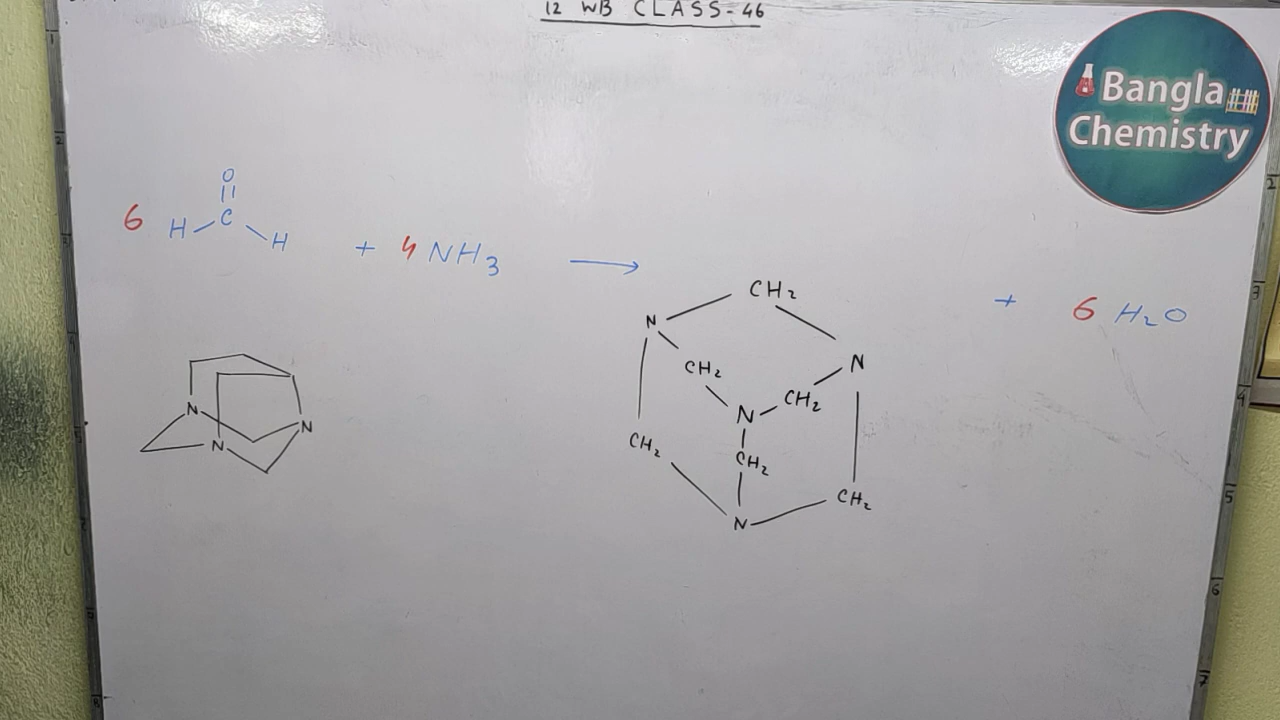 12 WB CLASS-46
Bangla
Chemistry
O
6 H C H + 4 NH3 → + 6 H2O
CH2
N
N
CH2
CH2
N
N
N
N
CH2
CH2
CH2
N